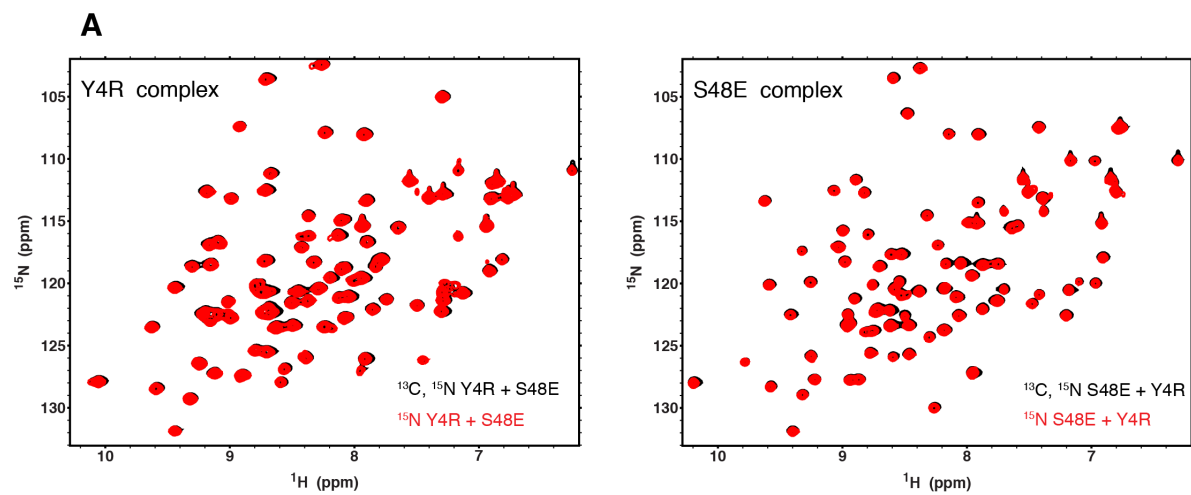 A
Y4R complex
105
110
115
120
125
130
¹⁵N (ppm)
¹³C, ¹⁵N Y4R + S48E
¹⁵N Y4R + S48E
10 9 8 7
¹H (ppm)
S48E complex
105
110
115
120
125
130
¹⁵N (ppm)
¹³C, ¹⁵N S48E + Y4R
¹⁵N S48E + Y4R
10 9 8 7
¹H (ppm)